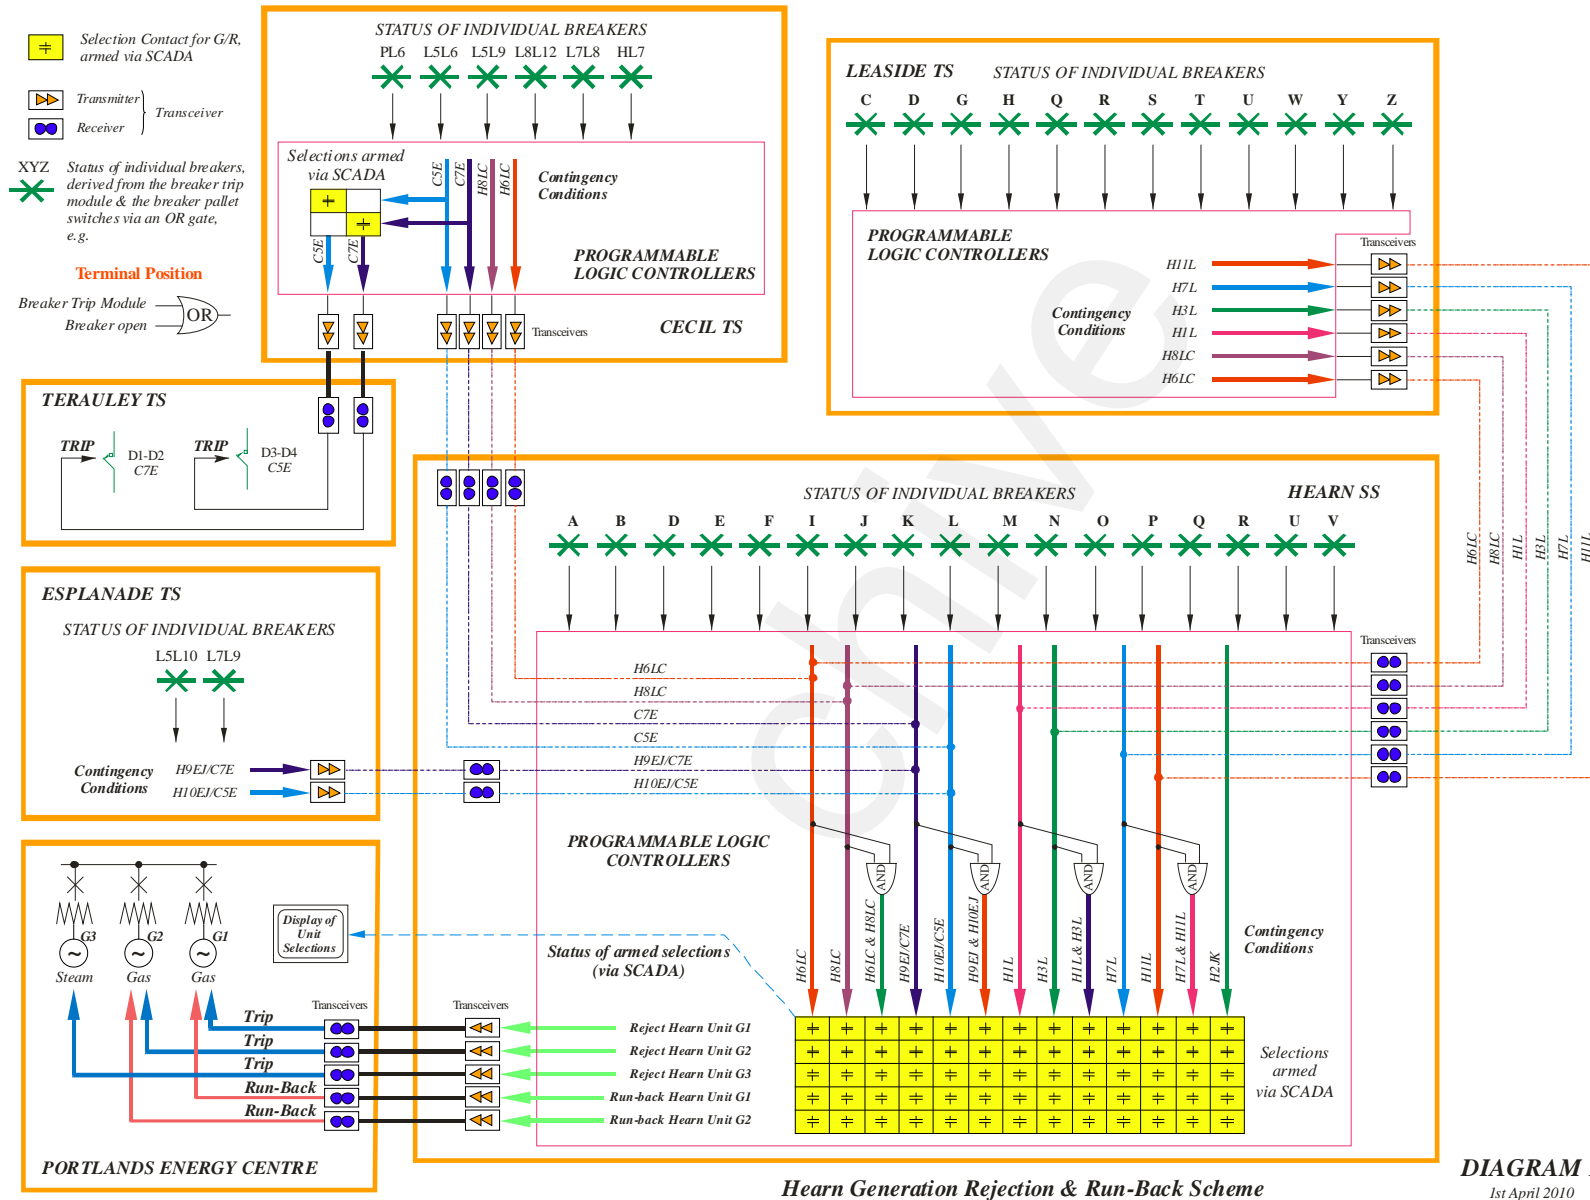 Selection Contact for G/R,
armed via SCADA
Transmitter
Receiver
Transceiver
XYZ
Status of individual breakers,
derived from the breaker trip
module & the breaker pallet
switches via an OR gate,
e.g.
Terminal Position
Breaker Trip Module
Breaker open
OR
STATUS OF INDIVIDUAL BREAKERS
PL6 L5L6 L5L9 L8L12 L7L8 HL7
Selections armed
via SCADA
C5E
C7E
H8LC
H6LC
Contingency
Conditions
C5E
C7E
PROGRAMMABLE
LOGIC CONTROLLERS
Transceivers
CECIL TS
LEASIDE TS
STATUS OF INDIVIDUAL BREAKERS
C D G H Q R S T U W Y Z
PROGRAMMABLE
LOGIC CONTROLLERS
Transceivers
H11L
H7L
H3L
H1L
H8LC
H6LC
Contingency
Conditions
H6LC
H8LC
H1L
H3L
H7L
H11L
TERAULEY TS
TRIP
D1-D2
C7E
TRIP
D3-D4
C5E
ESPLANADE TS
STATUS OF INDIVIDUAL BREAKERS
L5L10 L7L9
Contingency
Conditions
H9EJ/C7E
H10EJ/C5E
HEARN SS
STATUS OF INDIVIDUAL BREAKERS
A B D E F I J K L M N O P Q R U V
Transceivers
H6LC
H8LC
C7E
C5E
H9EJ/C7E
H10EJ/C5E
PROGRAMMABLE LOGIC
CONTROLLERS
AND
AND
AND
AND
H6LC
H8LC
H6LC & H8LC
H9EJ/C7E
H10EJ/C5E
H9EJ & H10EJ
H1L
H3L
H1L & H3L
H7L
H11L
H7L & H11L
H2JK
Contingency
Conditions
Status of armed selections
(via SCADA)
Selections
armed
via SCADA
Transceivers
Reject Hearn Unit G1
Reject Hearn Unit G2
Reject Hearn Unit G3
Run-back Hearn Unit G1
Run-back Hearn Unit G2
G3
G2
G1
Steam
Gas
Gas
Display of
Unit
Selections
Transceivers
Trip
Trip
Trip
Run-Back
Run-Back
PORTLANDS ENERGY CENTRE
Hearn Generation Rejection & Run-Back Scheme
DIAGRAM
1st April 2010
chive